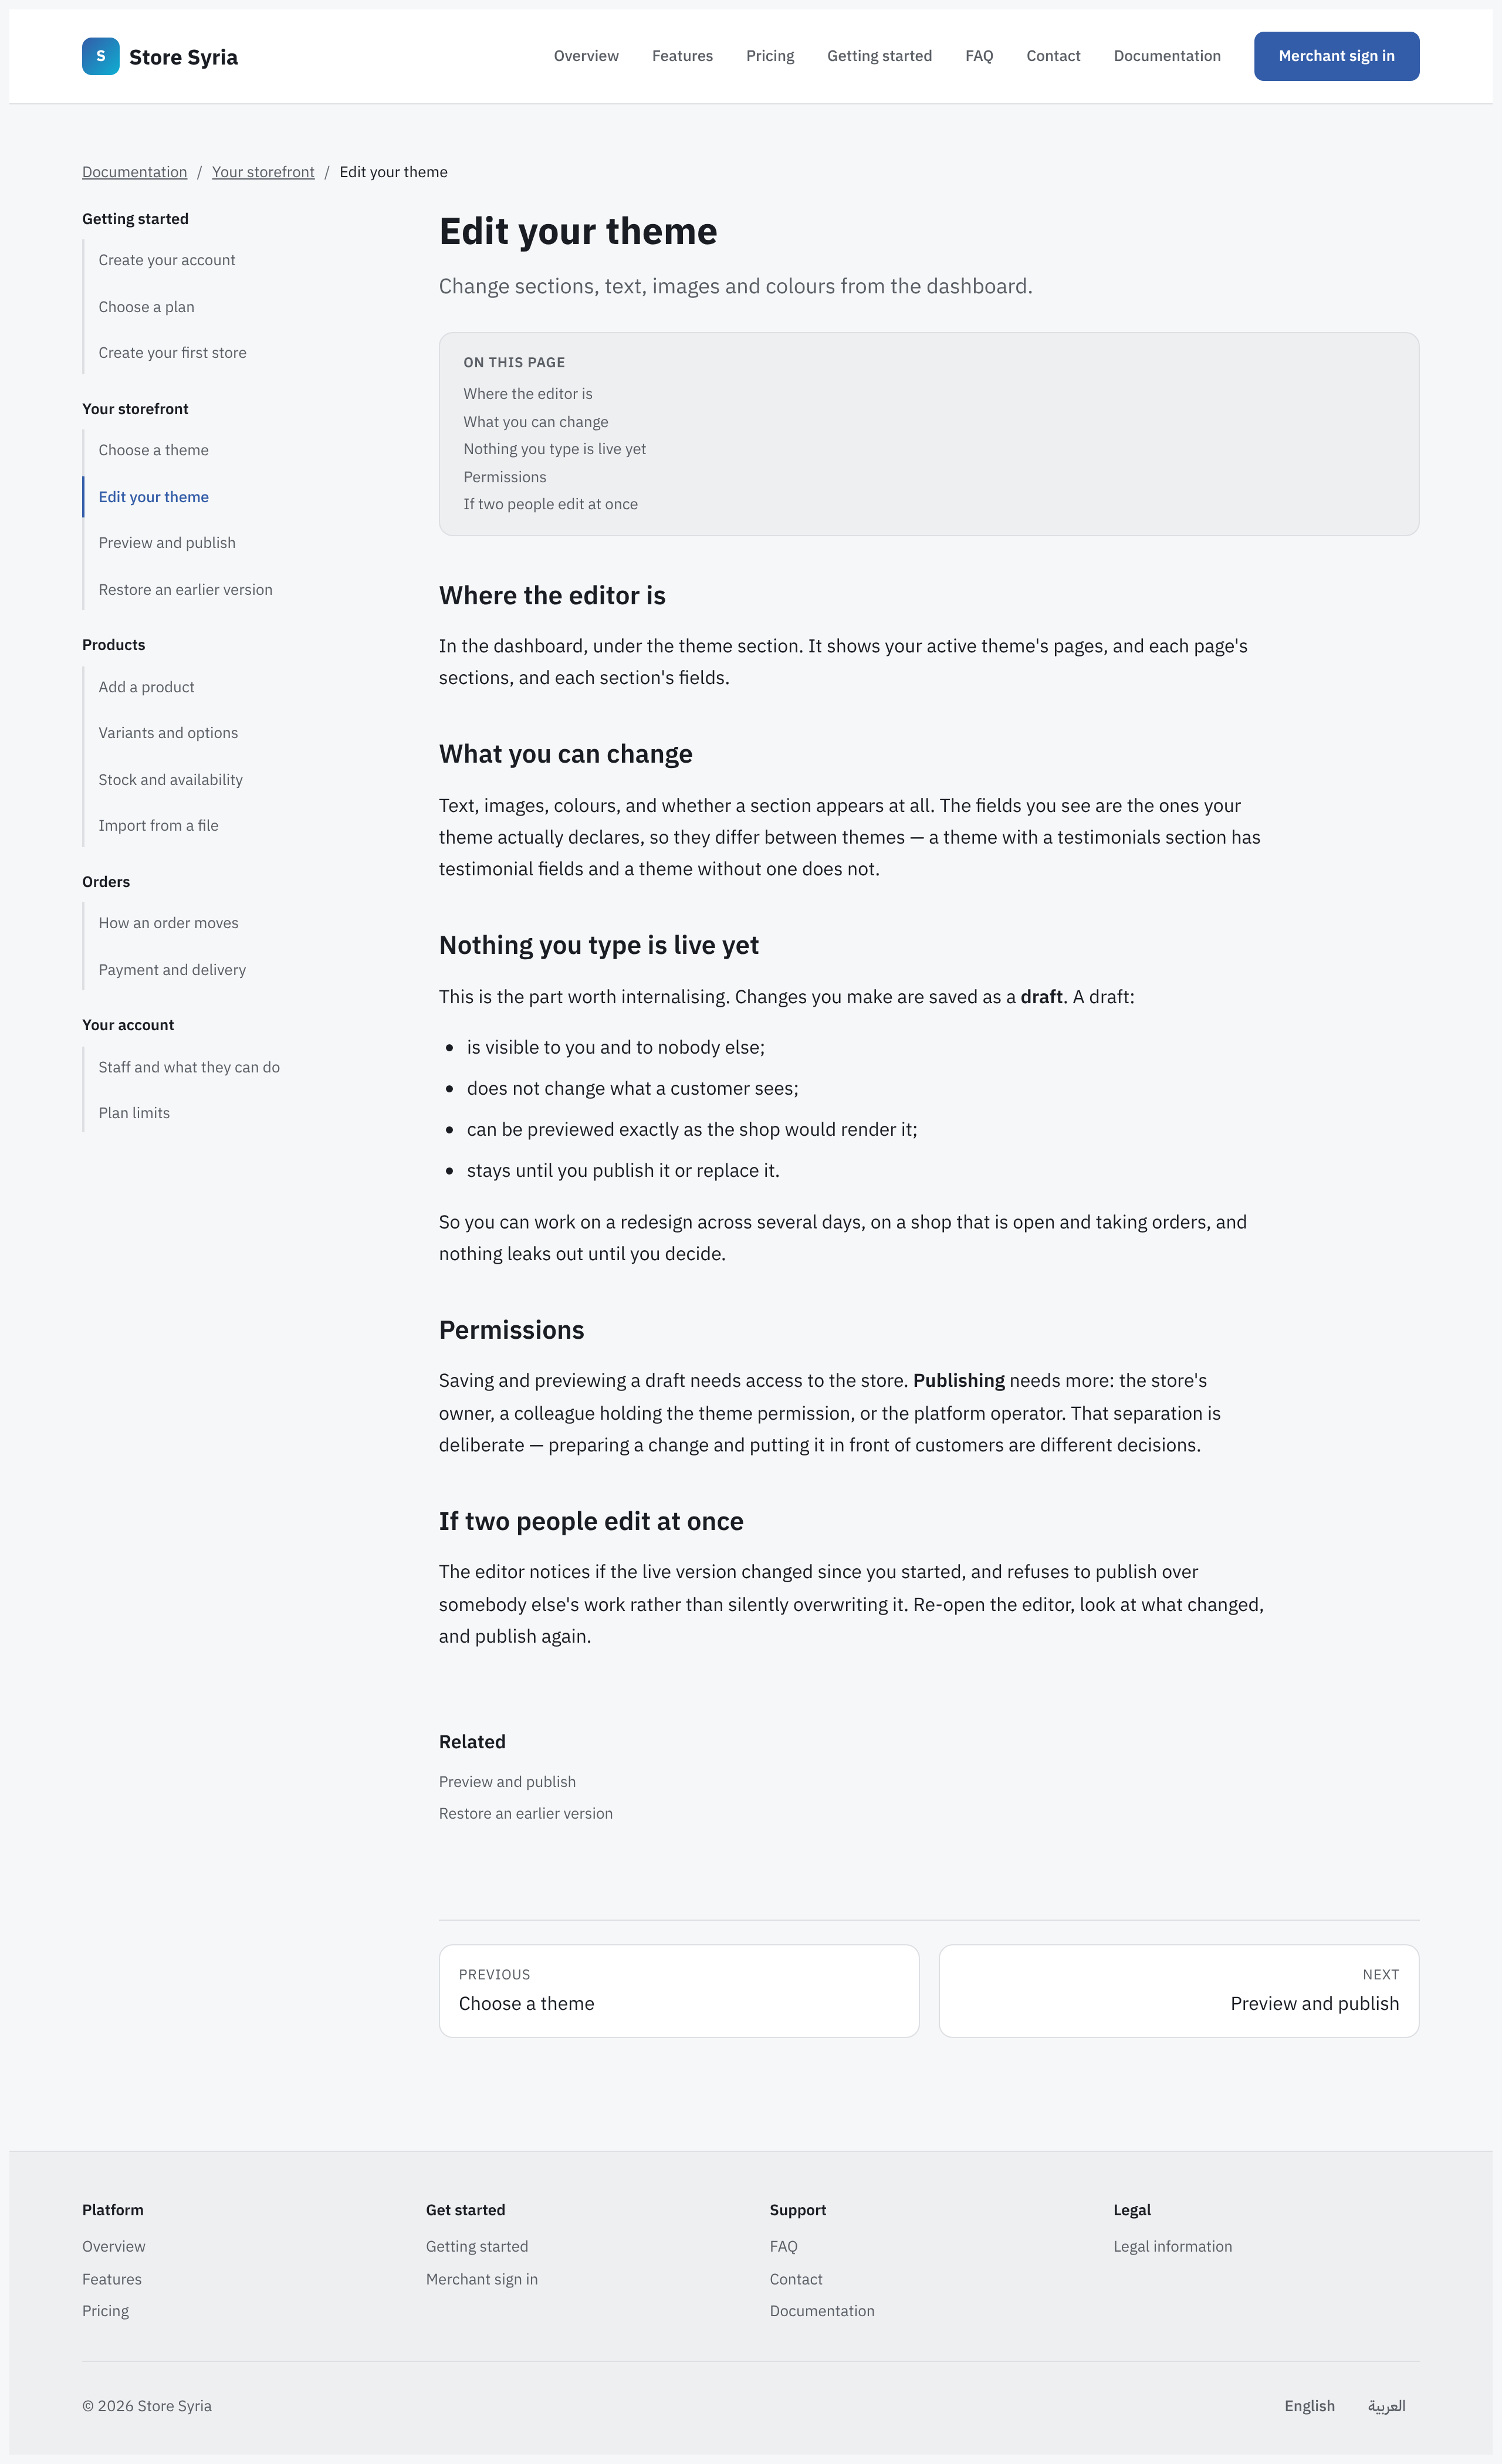 S Store Syria
Overview Features Pricing Getting started FAQ Contact Documentation Merchant sign in
Documentation / Your storefront / Edit your theme
Getting started
Create your account
Choose a plan
Create your first store
Your storefront
Choose a theme
Edit your theme
Preview and publish
Restore an earlier version
Products
Add a product
Variants and options
Stock and availability
Import from a file
Orders
How an order moves
Payment and delivery
Your account
Staff and what they can do
Plan limits
Edit your theme
Change sections, text, images and colours from the dashboard.
ON THIS PAGE
Where the editor is
What you can change
Nothing you type is live yet
Permissions
If two people edit at once
Where the editor is
In the dashboard, under the theme section. It shows your active theme's pages, and each page's
sections, and each section's fields.
What you can change
Text, images, colours, and whether a section appears at all. The fields you see are the ones your
theme actually declares, so they differ between themes — a theme with a testimonials section has
testimonial fields and a theme without one does not.
Nothing you type is live yet
This is the part worth internalising. Changes you make are saved as a draft. A draft:
• is visible to you and to nobody else;
• does not change what a customer sees;
• can be previewed exactly as the shop would render it;
• stays until you publish it or replace it.
So you can work on a redesign across several days, on a shop that is open and taking orders, and
nothing leaks out until you decide.
Permissions
Saving and previewing a draft needs access to the store. Publishing needs more: the store's
owner, a colleague holding the theme permission, or the platform operator. That separation is
deliberate — preparing a change and putting it in front of customers are different decisions.
If two people edit at once
The editor notices if the live version changed since you started, and refuses to publish over
somebody else's work rather than silently overwriting it. Re-open the editor, look at what changed,
and publish again.
Related
Preview and publish
Restore an earlier version
PREVIOUS
Choose a theme
NEXT
Preview and publish
Platform
Overview
Features
Pricing
Get started
Getting started
Merchant sign in
Support
FAQ
Contact
Documentation
Legal
Legal information
© 2026 Store Syria
English العربية